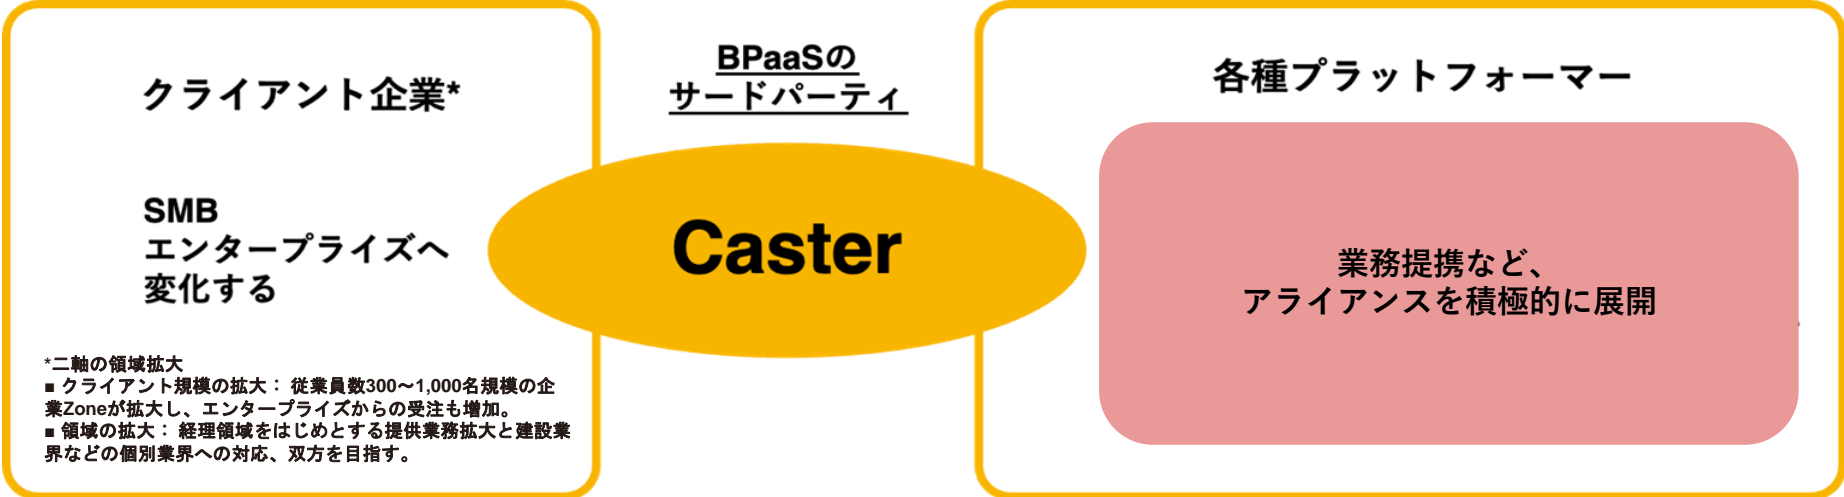 クライアント企業*
SMB
エンタープライズへ
変化する
*二軸の領域拡大
■ クライアント規模の拡大： 従業員数300〜1,000名規模の企
業Zoneが拡大し、エンタープライズからの受注も増加。
■ 領域の拡大： 経理領域をはじめとする提供業務拡大と建設業
界などの個別業界への対応、双方を目指す。
BPaaSの
サードパーティ
Caster
各種プラットフォーマー
業務提携など、
アライアンスを積極的に展開